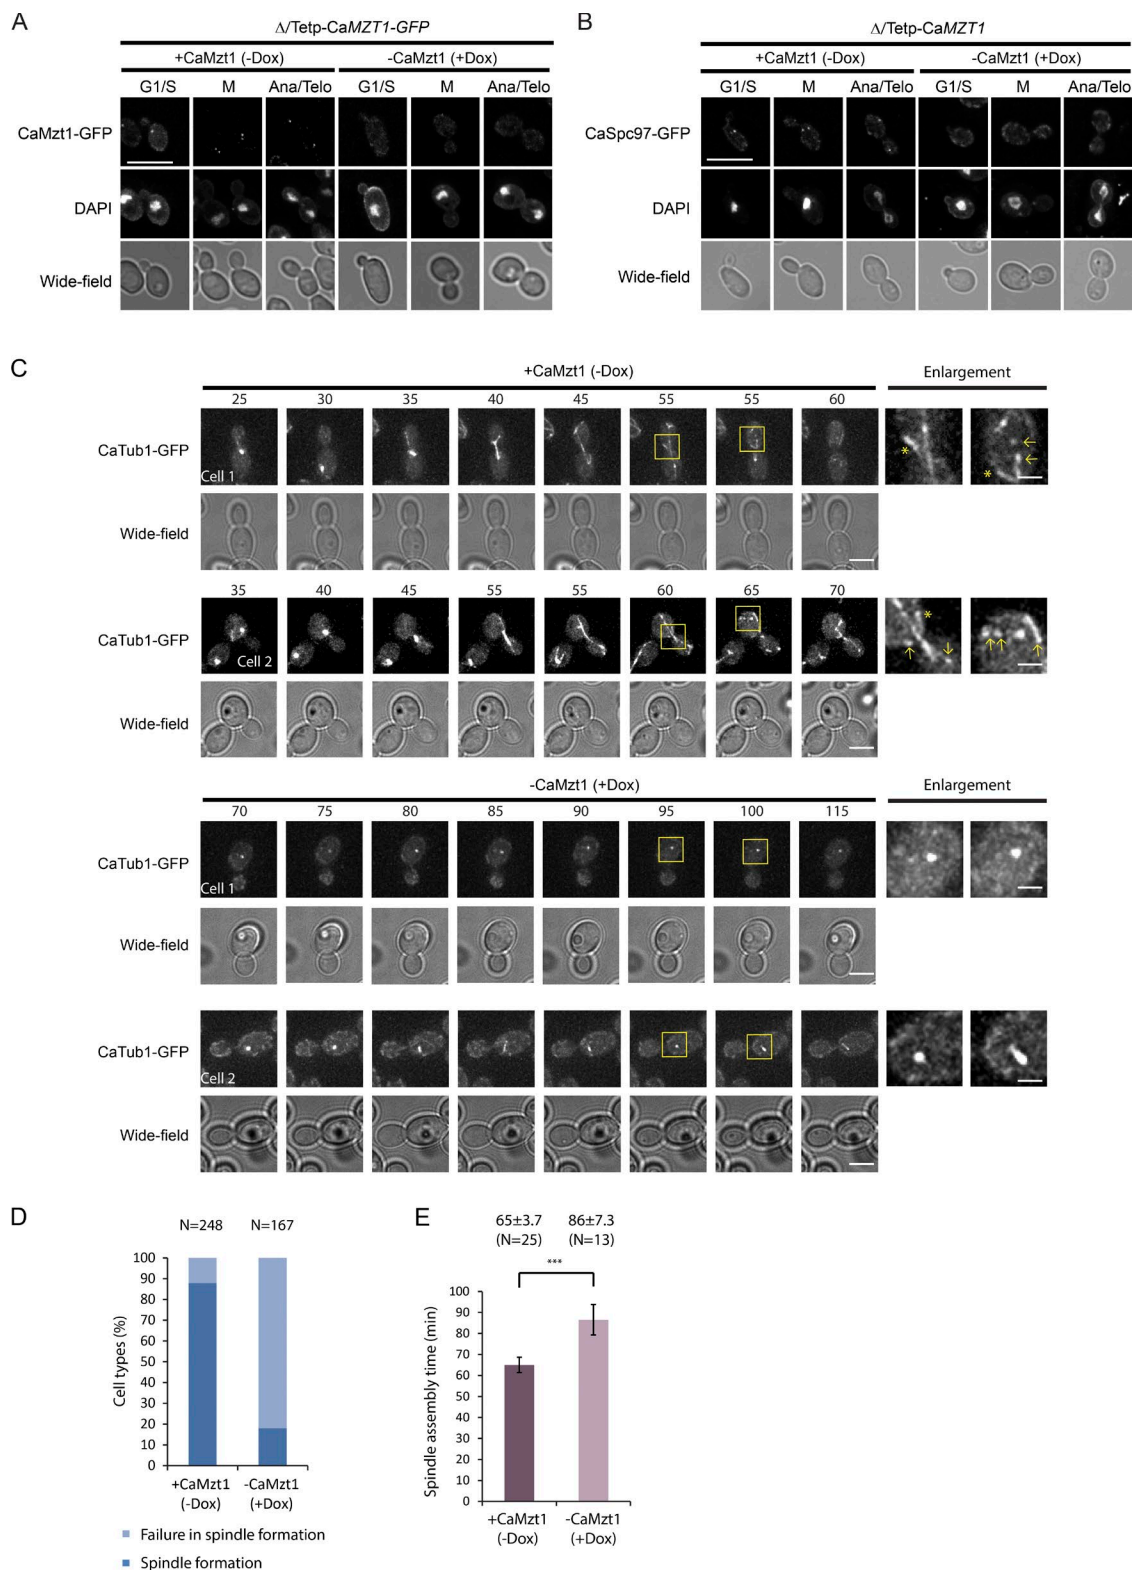 A
Δ/Tetp-CaMZT1-GFP
+CaMzt1 (-Dox) -CaMzt1 (+Dox)
G1/S M Ana/Telo G1/S M Ana/Telo
CaMzt1-GFP
DAPI
Wide-field
B
Δ/Tetp-CaMZT1
+CaMzt1 (-Dox) -CaMzt1 (+Dox)
G1/S M Ana/Telo G1/S M Ana/Telo
CaSpc97-GFP
DAPI
Wide-field
C
+CaMzt1 (-Dox) Enlargement
25 30 35 40 45 55 55 60
CaTub1-GFP
Cell 1
* *
Wide-field
35 40 45 55 55 60 65 70
CaTub1-GFP
Cell 2
*
Wide-field
-CaMzt1 (+Dox) Enlargement
70 75 80 85 90 95 100 115
CaTub1-GFP
Cell 1
Wide-field
CaTub1-GFP
Cell 2
Wide-field
D
N=248 N=167
Cell types (%)
100
90
80
70
60
50
40
30
20
10
0
+CaMzt1 -CaMzt1
(-Dox) (+Dox)
Failure in spindle formation
Spindle formation
E
65±3.7 86±7.3
(N=25) (N=13)
***
Spindle assembly time (min)
100
90
80
70
60
50
40
30
20
10
0
+CaMzt1 -CaMzt1
(-Dox) (+Dox)